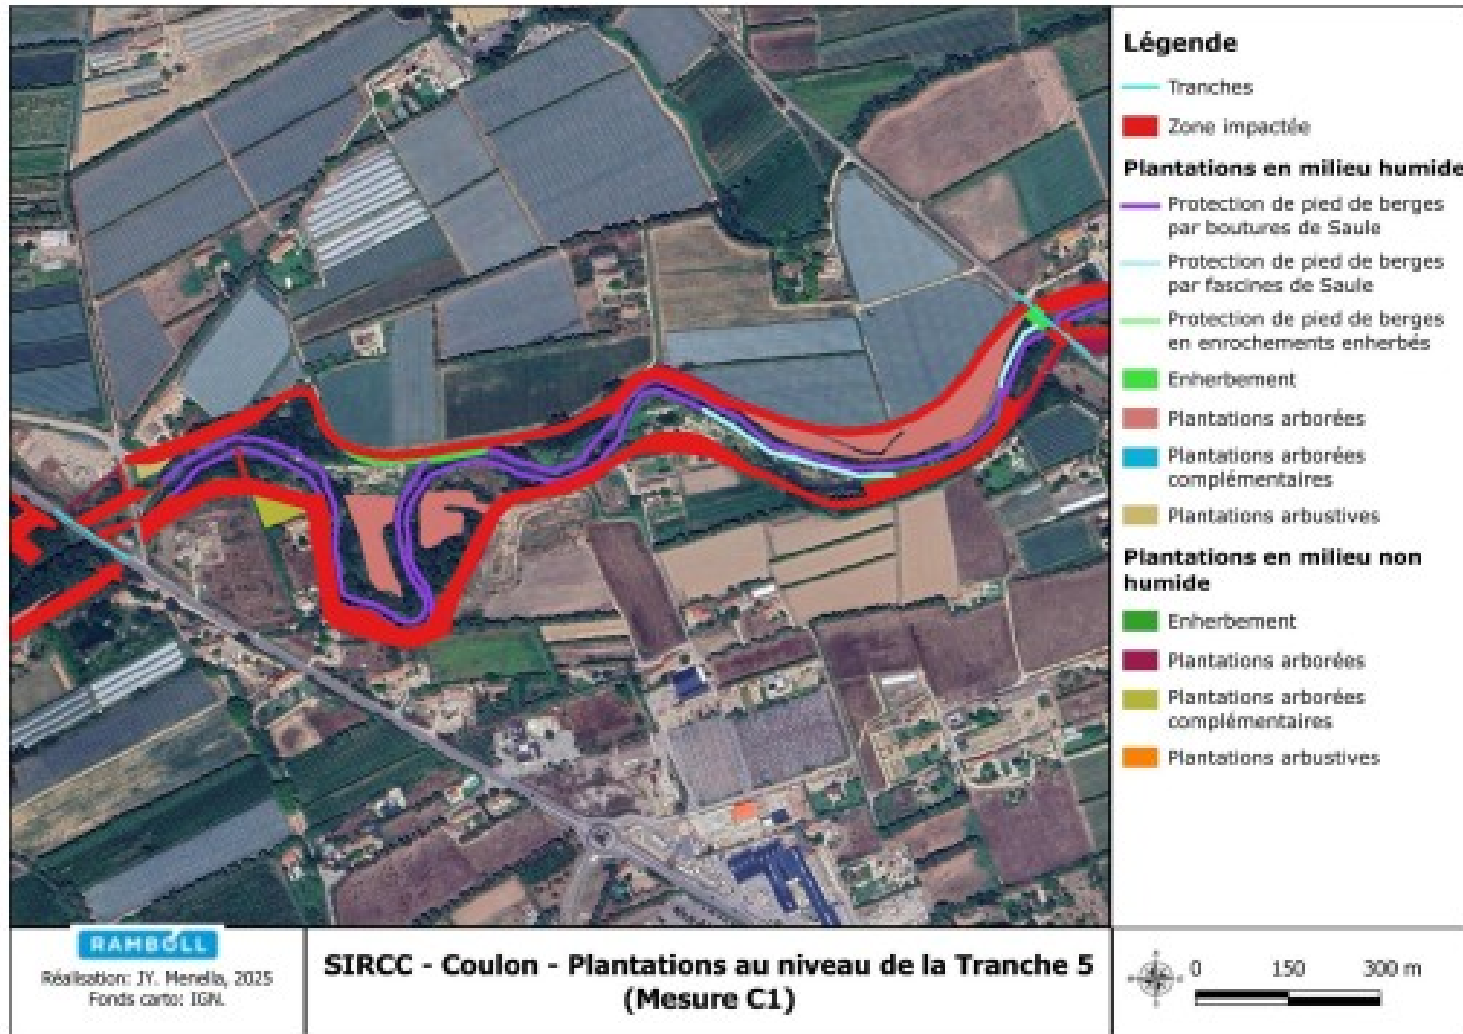 Légende
Tranches
Zone impactée
Plantations en milieu humide
Protection de pied de berges
par boutures de Saule
Protection de pied de berges
par fascines de Saule
Protection de pied de berges
en enrochements enherbés
Enherbement
Plantations arborées
Plantations arborées
complémentaires
Plantations arbustives
Plantations en milieu non
humide
Enherbement
Plantations arborées
Plantations arborées
complémentaires
Plantations arbustives
RAMBOLL
Réalisation: JY. Menella, 2025
Fonds carto: IGN.
SIRCC - Coulon - Plantations au niveau de la Tranche 5
(Mesure C1)
0 150 300 m